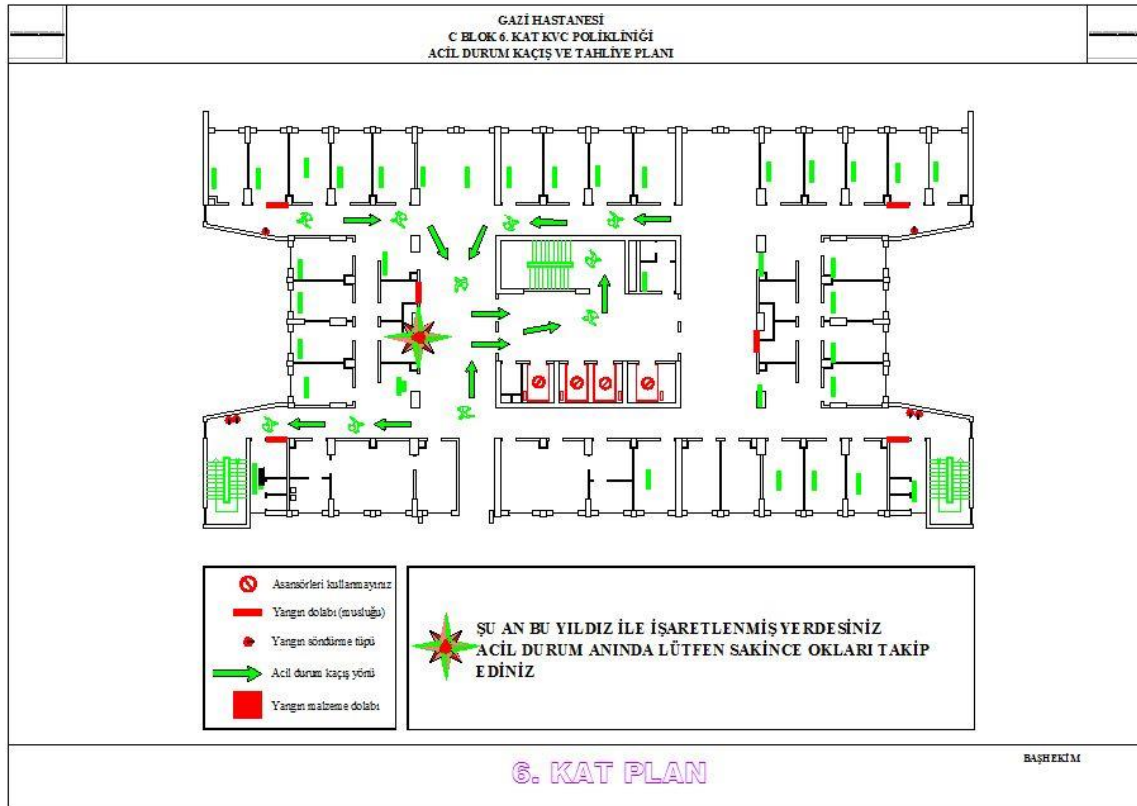 GAZİ HASTANESİ
C BLOK 6. KAT KVC POLİKLİNİĞİ
ACİL DURUM KAÇIŞ VE TAHLİYE PLANI
Asansörleri kullanmayınız
Yangın dolabı (musluğu)
Yangın söndürme tüpü
Acil durum kaçış yönü
Yangın malzeme dolabı
ŞU AN BU YILDIZ İLE İŞARETLENMİŞ YERDESİNİZ
ACİL DURUM ANINDA LÜTFEN SAKİNCE OKLARI TAKİP
EDİNİZ
6. KAT PLAN
BAŞHEKİM